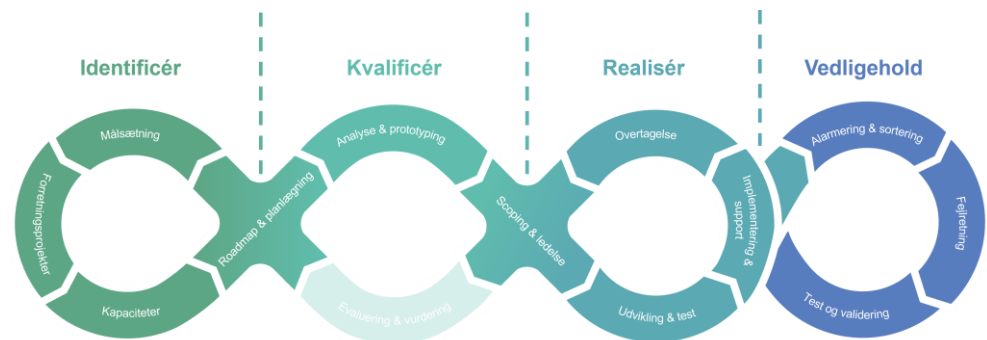 Identificér
Kvalificér
Realisér
Vedligehold
Målsætning
Forretningsprojekter
Kapaciteter
Roadmap & planlægning
Analyse & prototyping
Evaluering & vurdering
Scoping & ledelse
Overtagelse
Implementering &
support
Udvikling & test
Alarmering & sortering
Fejlretning
Test og validering